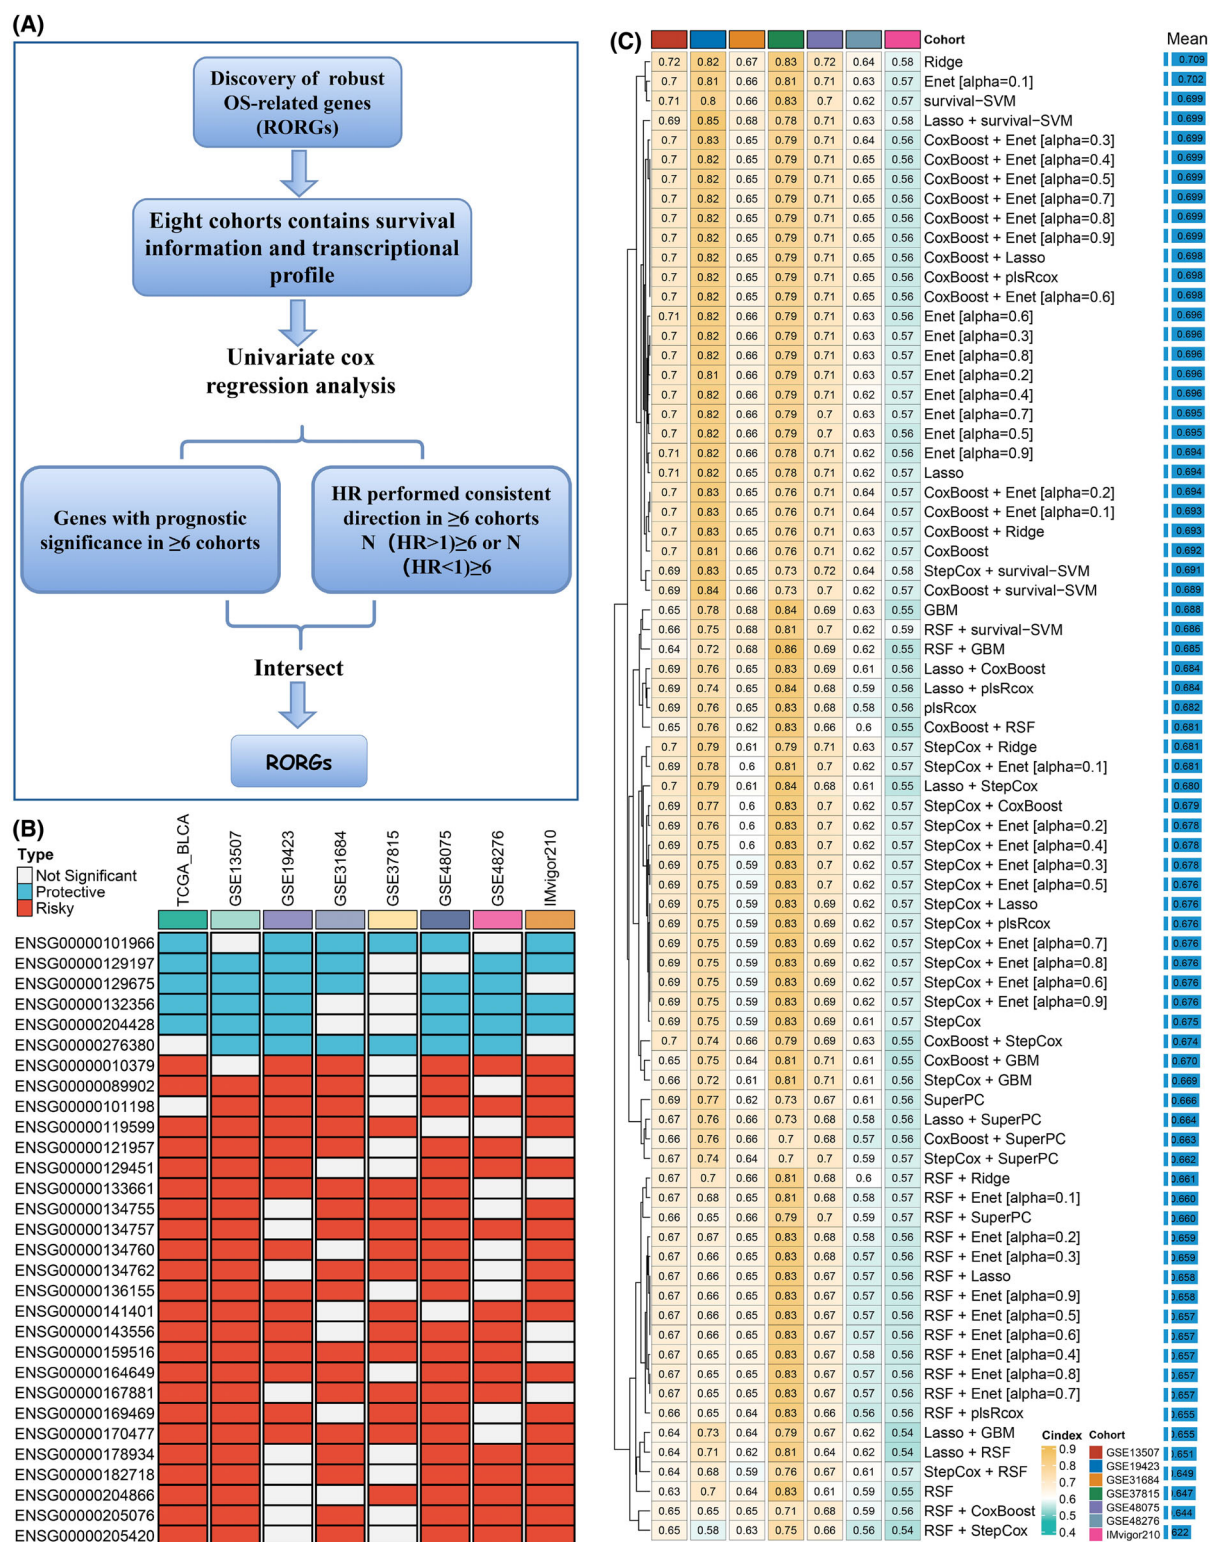 (A)
Discovery of robust
OS-related genes
(RORGs)
Eight cohorts contains survival
information and transcriptional
profile
Univariate cox
regression analysis
Genes with prognostic
significance in ≥6 cohorts
HR performed consistent
direction in ≥6 cohorts
N （HR>1)≥6 or N
（HR<1)≥6
Intersect
RORGs
(B)
Type
Not Significant
Protective
Risky
TCGA_BLCA
GSE13507
GSE19423
GSE31684
GSE37815
GSE48075
GSE48276
IMvigor210
ENSG00000101966
ENSG00000129197
ENSG00000129675
ENSG00000132356
ENSG00000204428
ENSG00000276380
ENSG00000010379
ENSG00000089902
ENSG00000101198
ENSG00000119599
ENSG00000121957
ENSG00000129451
ENSG00000133661
ENSG00000134755
ENSG00000134757
ENSG00000134760
ENSG00000134762
ENSG00000136155
ENSG00000141401
ENSG00000143556
ENSG00000159516
ENSG00000164649
ENSG00000167881
ENSG00000169469
ENSG00000170477
ENSG00000178934
ENSG00000182718
ENSG00000204866
ENSG00000205076
ENSG00000205420
(C)
Cohort Mean
0.72 0.82 0.67 0.83 0.72 0.64 0.58 Ridge 0.709
0.7 0.81 0.66 0.81 0.71 0.63 0.57 Enet [alpha=0.1] 0.702
0.71 0.8 0.66 0.83 0.7 0.62 0.57 survival−SVM 0.699
0.69 0.85 0.68 0.78 0.71 0.63 0.58 Lasso + survival−SVM 0.699
0.7 0.83 0.65 0.79 0.71 0.64 0.56 CoxBoost + Enet [alpha=0.3] 0.699
0.7 0.82 0.65 0.79 0.71 0.65 0.56 CoxBoost + Enet [alpha=0.4] 0.699
0.7 0.82 0.65 0.79 0.71 0.65 0.56 CoxBoost + Enet [alpha=0.5] 0.699
0.7 0.82 0.65 0.79 0.71 0.65 0.56 CoxBoost + Enet [alpha=0.7] 0.699
0.7 0.82 0.65 0.79 0.71 0.65 0.56 CoxBoost + Enet [alpha=0.8] 0.699
0.7 0.82 0.65 0.79 0.71 0.65 0.56 CoxBoost + Enet [alpha=0.9] 0.699
0.7 0.82 0.65 0.79 0.71 0.65 0.56 CoxBoost + Lasso 0.698
0.7 0.82 0.65 0.79 0.71 0.65 0.56 CoxBoost + plsRcox 0.698
0.7 0.82 0.65 0.79 0.71 0.65 0.56 CoxBoost + Enet [alpha=0.6] 0.698
0.71 0.82 0.66 0.79 0.71 0.63 0.56 Enet [alpha=0.6] 0.696
0.7 0.82 0.66 0.79 0.71 0.63 0.57 Enet [alpha=0.3] 0.696
0.7 0.82 0.66 0.79 0.71 0.63 0.57 Enet [alpha=0.8] 0.696
0.7 0.81 0.66 0.79 0.71 0.63 0.57 Enet [alpha=0.2] 0.696
0.7 0.82 0.66 0.79 0.71 0.62 0.57 Enet [alpha=0.4] 0.696
0.7 0.82 0.66 0.79 0.7 0.63 0.57 Enet [alpha=0.7] 0.695
0.7 0.82 0.66 0.79 0.7 0.63 0.56 Enet [alpha=0.5] 0.695
0.71 0.82 0.66 0.78 0.71 0.62 0.56 Enet [alpha=0.9] 0.694
0.71 0.82 0.65 0.78 0.71 0.62 0.57 Lasso 0.694
0.7 0.83 0.65 0.76 0.71 0.64 0.57 CoxBoost + Enet [alpha=0.2] 0.694
0.7 0.83 0.65 0.76 0.71 0.64 0.57 CoxBoost + Enet [alpha=0.1] 0.693
0.7 0.83 0.65 0.76 0.71 0.63 0.57 CoxBoost + Ridge 0.693
0.7 0.81 0.66 0.76 0.71 0.62 0.57 CoxBoost 0.692
0.69 0.83 0.65 0.73 0.72 0.64 0.58 StepCox + survival−SVM 0.691
0.69 0.84 0.66 0.73 0.7 0.62 0.57 CoxBoost + survival−SVM 0.689
0.65 0.78 0.68 0.84 0.69 0.63 0.55 GBM 0.688
0.66 0.75 0.68 0.81 0.7 0.62 0.59 RSF + survival−SVM 0.686
0.64 0.72 0.68 0.86 0.69 0.62 0.55 RSF + GBM 0.685
0.69 0.76 0.65 0.83 0.69 0.61 0.56 Lasso + CoxBoost 0.684
0.69 0.74 0.65 0.84 0.68 0.59 0.56 Lasso + plsRcox 0.684
0.69 0.76 0.65 0.83 0.68 0.58 0.56 plsRcox 0.682
0.65 0.76 0.62 0.83 0.66 0.6 0.55 CoxBoost + RSF 0.681
0.7 0.79 0.61 0.79 0.71 0.63 0.57 StepCox + Ridge 0.681
0.69 0.78 0.6 0.81 0.7 0.62 0.57 StepCox + Enet [alpha=0.1] 0.681
0.7 0.79 0.61 0.84 0.68 0.61 0.55 Lasso + StepCox 0.680
0.69 0.77 0.6 0.83 0.7 0.62 0.57 StepCox + CoxBoost 0.679
0.69 0.76 0.6 0.83 0.7 0.62 0.57 StepCox + Enet [alpha=0.2] 0.678
0.69 0.75 0.6 0.83 0.7 0.62 0.57 StepCox + Enet [alpha=0.4] 0.678
0.69 0.75 0.59 0.83 0.7 0.62 0.57 StepCox + Enet [alpha=0.3] 0.678
0.69 0.75 0.59 0.83 0.7 0.62 0.57 StepCox + Enet [alpha=0.5] 0.676
0.69 0.75 0.59 0.83 0.69 0.62 0.57 StepCox + Lasso 0.676
0.69 0.75 0.59 0.83 0.69 0.62 0.57 StepCox + plsRcox 0.676
0.69 0.75 0.59 0.83 0.69 0.62 0.57 StepCox + Enet [alpha=0.7] 0.676
0.69 0.75 0.59 0.83 0.69 0.62 0.57 StepCox + Enet [alpha=0.8] 0.676
0.69 0.75 0.59 0.83 0.69 0.62 0.57 StepCox + Enet [alpha=0.6] 0.676
0.69 0.75 0.59 0.83 0.69 0.62 0.57 StepCox + Enet [alpha=0.9] 0.676
0.69 0.75 0.59 0.83 0.69 0.61 0.57 StepCox 0.675
0.7 0.74 0.66 0.79 0.69 0.63 0.55 CoxBoost + StepCox 0.674
0.65 0.75 0.64 0.81 0.71 0.61 0.55 CoxBoost + GBM 0.670
0.66 0.72 0.61 0.81 0.71 0.61 0.56 StepCox + GBM 0.669
0.69 0.77 0.62 0.73 0.67 0.61 0.56 SuperPC 0.666
0.67 0.76 0.66 0.73 0.68 0.58 0.56 Lasso + SuperPC 0.664
0.66 0.76 0.66 0.7 0.68 0.57 0.56 CoxBoost + SuperPC 0.663
0.67 0.74 0.64 0.7 0.7 0.59 0.57 StepCox + SuperPC 0.662
0.67 0.7 0.66 0.81 0.68 0.6 0.57 RSF + Ridge 0.661
0.67 0.68 0.65 0.81 0.68 0.58 0.57 RSF + Enet [alpha=0.1] 0.660
0.66 0.65 0.66 0.79 0.7 0.59 0.57 RSF + SuperPC 0.660
0.67 0.67 0.65 0.83 0.68 0.58 0.56 RSF + Enet [alpha=0.2] 0.659
0.67 0.66 0.65 0.83 0.68 0.57 0.56 RSF + Enet [alpha=0.3] 0.659
0.67 0.66 0.65 0.83 0.67 0.57 0.56 RSF + Lasso 0.658
0.67 0.66 0.65 0.83 0.67 0.57 0.56 RSF + Enet [alpha=0.9] 0.658
0.67 0.66 0.65 0.83 0.67 0.57 0.56 RSF + Enet [alpha=0.5] 0.657
0.67 0.66 0.65 0.83 0.67 0.57 0.56 RSF + Enet [alpha=0.6] 0.657
0.67 0.65 0.65 0.83 0.67 0.58 0.56 RSF + Enet [alpha=0.4] 0.657
0.67 0.66 0.65 0.83 0.67 0.57 0.56 RSF + Enet [alpha=0.8] 0.657
0.67 0.65 0.65 0.83 0.67 0.57 0.56 RSF + Enet [alpha=0.7] 0.657
0.66 0.65 0.64 0.83 0.66 0.56 0.56 RSF + plsRcox 0.655
0.64 0.73 0.64 0.79 0.67 0.62 0.54 Lasso + GBM 0.655
0.64 0.71 0.62 0.81 0.64 0.62 0.54 Lasso + RSF 0.651
0.64 0.68 0.59 0.76 0.67 0.61 0.57 StepCox + RSF 0.649
0.63 0.7 0.64 0.83 0.61 0.59 0.55 RSF 0.647
0.65 0.65 0.65 0.71 0.68 0.59 0.56 RSF + CoxBoost 0.644
0.65 0.58 0.63 0.75 0.66 0.56 0.54 RSF + StepCox 622
Cindex
0.9
0.8
0.7
0.6
0.5
0.4
Cohort
GSE13507
GSE19423
GSE31684
GSE37815
GSE48075
GSE48276
IMvigor210